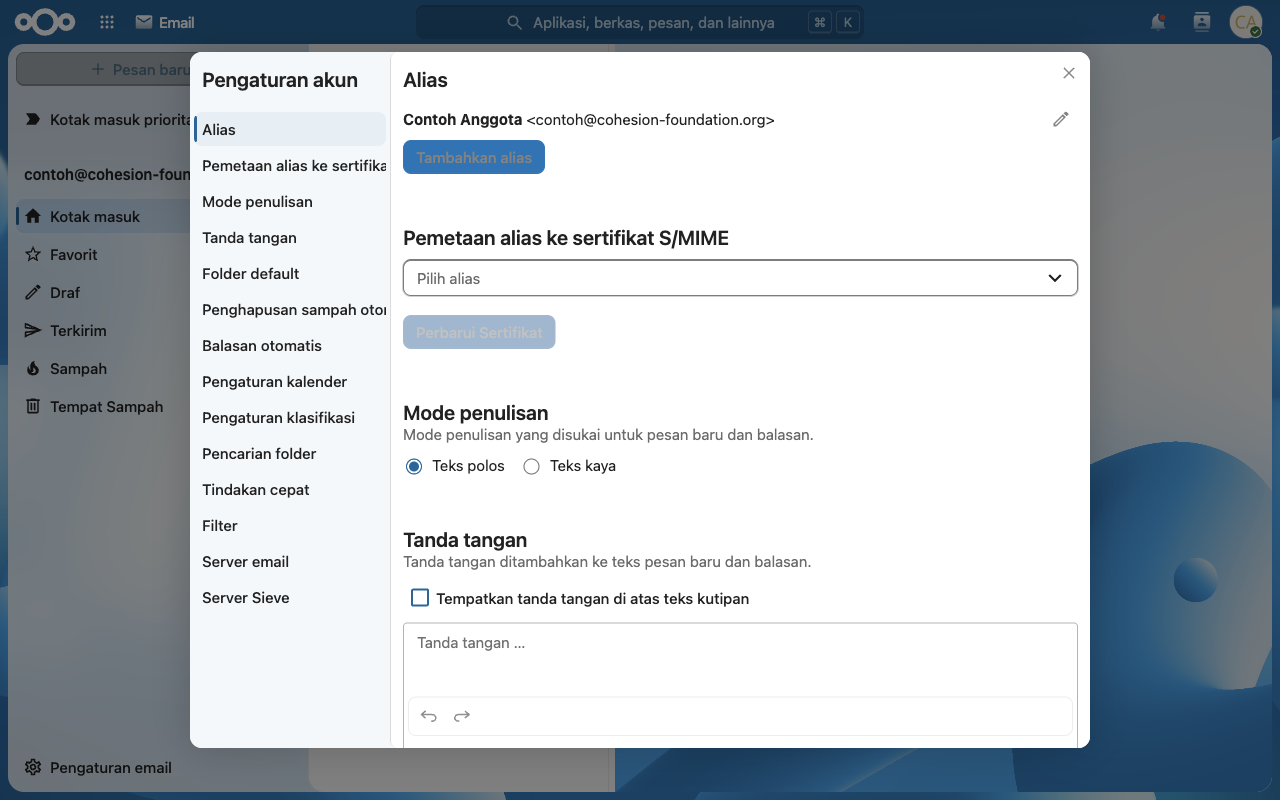 Email
Aplikasi, berkas, pesan, dan lainnya
⌘ K
CA
Pesan baru
Kotak masuk priorita
contoh@cohesion-foun
Kotak masuk
Favorit
Draf
Terkirim
Sampah
Tempat Sampah
Pengaturan email
Pengaturan akun
Alias
Pemetaan alias ke sertifika
Mode penulisan
Tanda tangan
Folder default
Penghapusan sampah otor
Balasan otomatis
Pengaturan kalender
Pengaturan klasifikasi
Pencarian folder
Tindakan cepat
Filter
Server email
Server Sieve
Alias
Contoh Anggota <contoh@cohesion-foundation.org>
Tambahkan alias
Pemetaan alias ke sertifikat S/MIME
Pilih alias
Perbarui Sertifikat
Mode penulisan
Mode penulisan yang disukai untuk pesan baru dan balasan.
Teks polos Teks kaya
Tanda tangan
Tanda tangan ditambahkan ke teks pesan baru dan balasan.
Tempatkan tanda tangan di atas teks kutipan
Tanda tangan ...